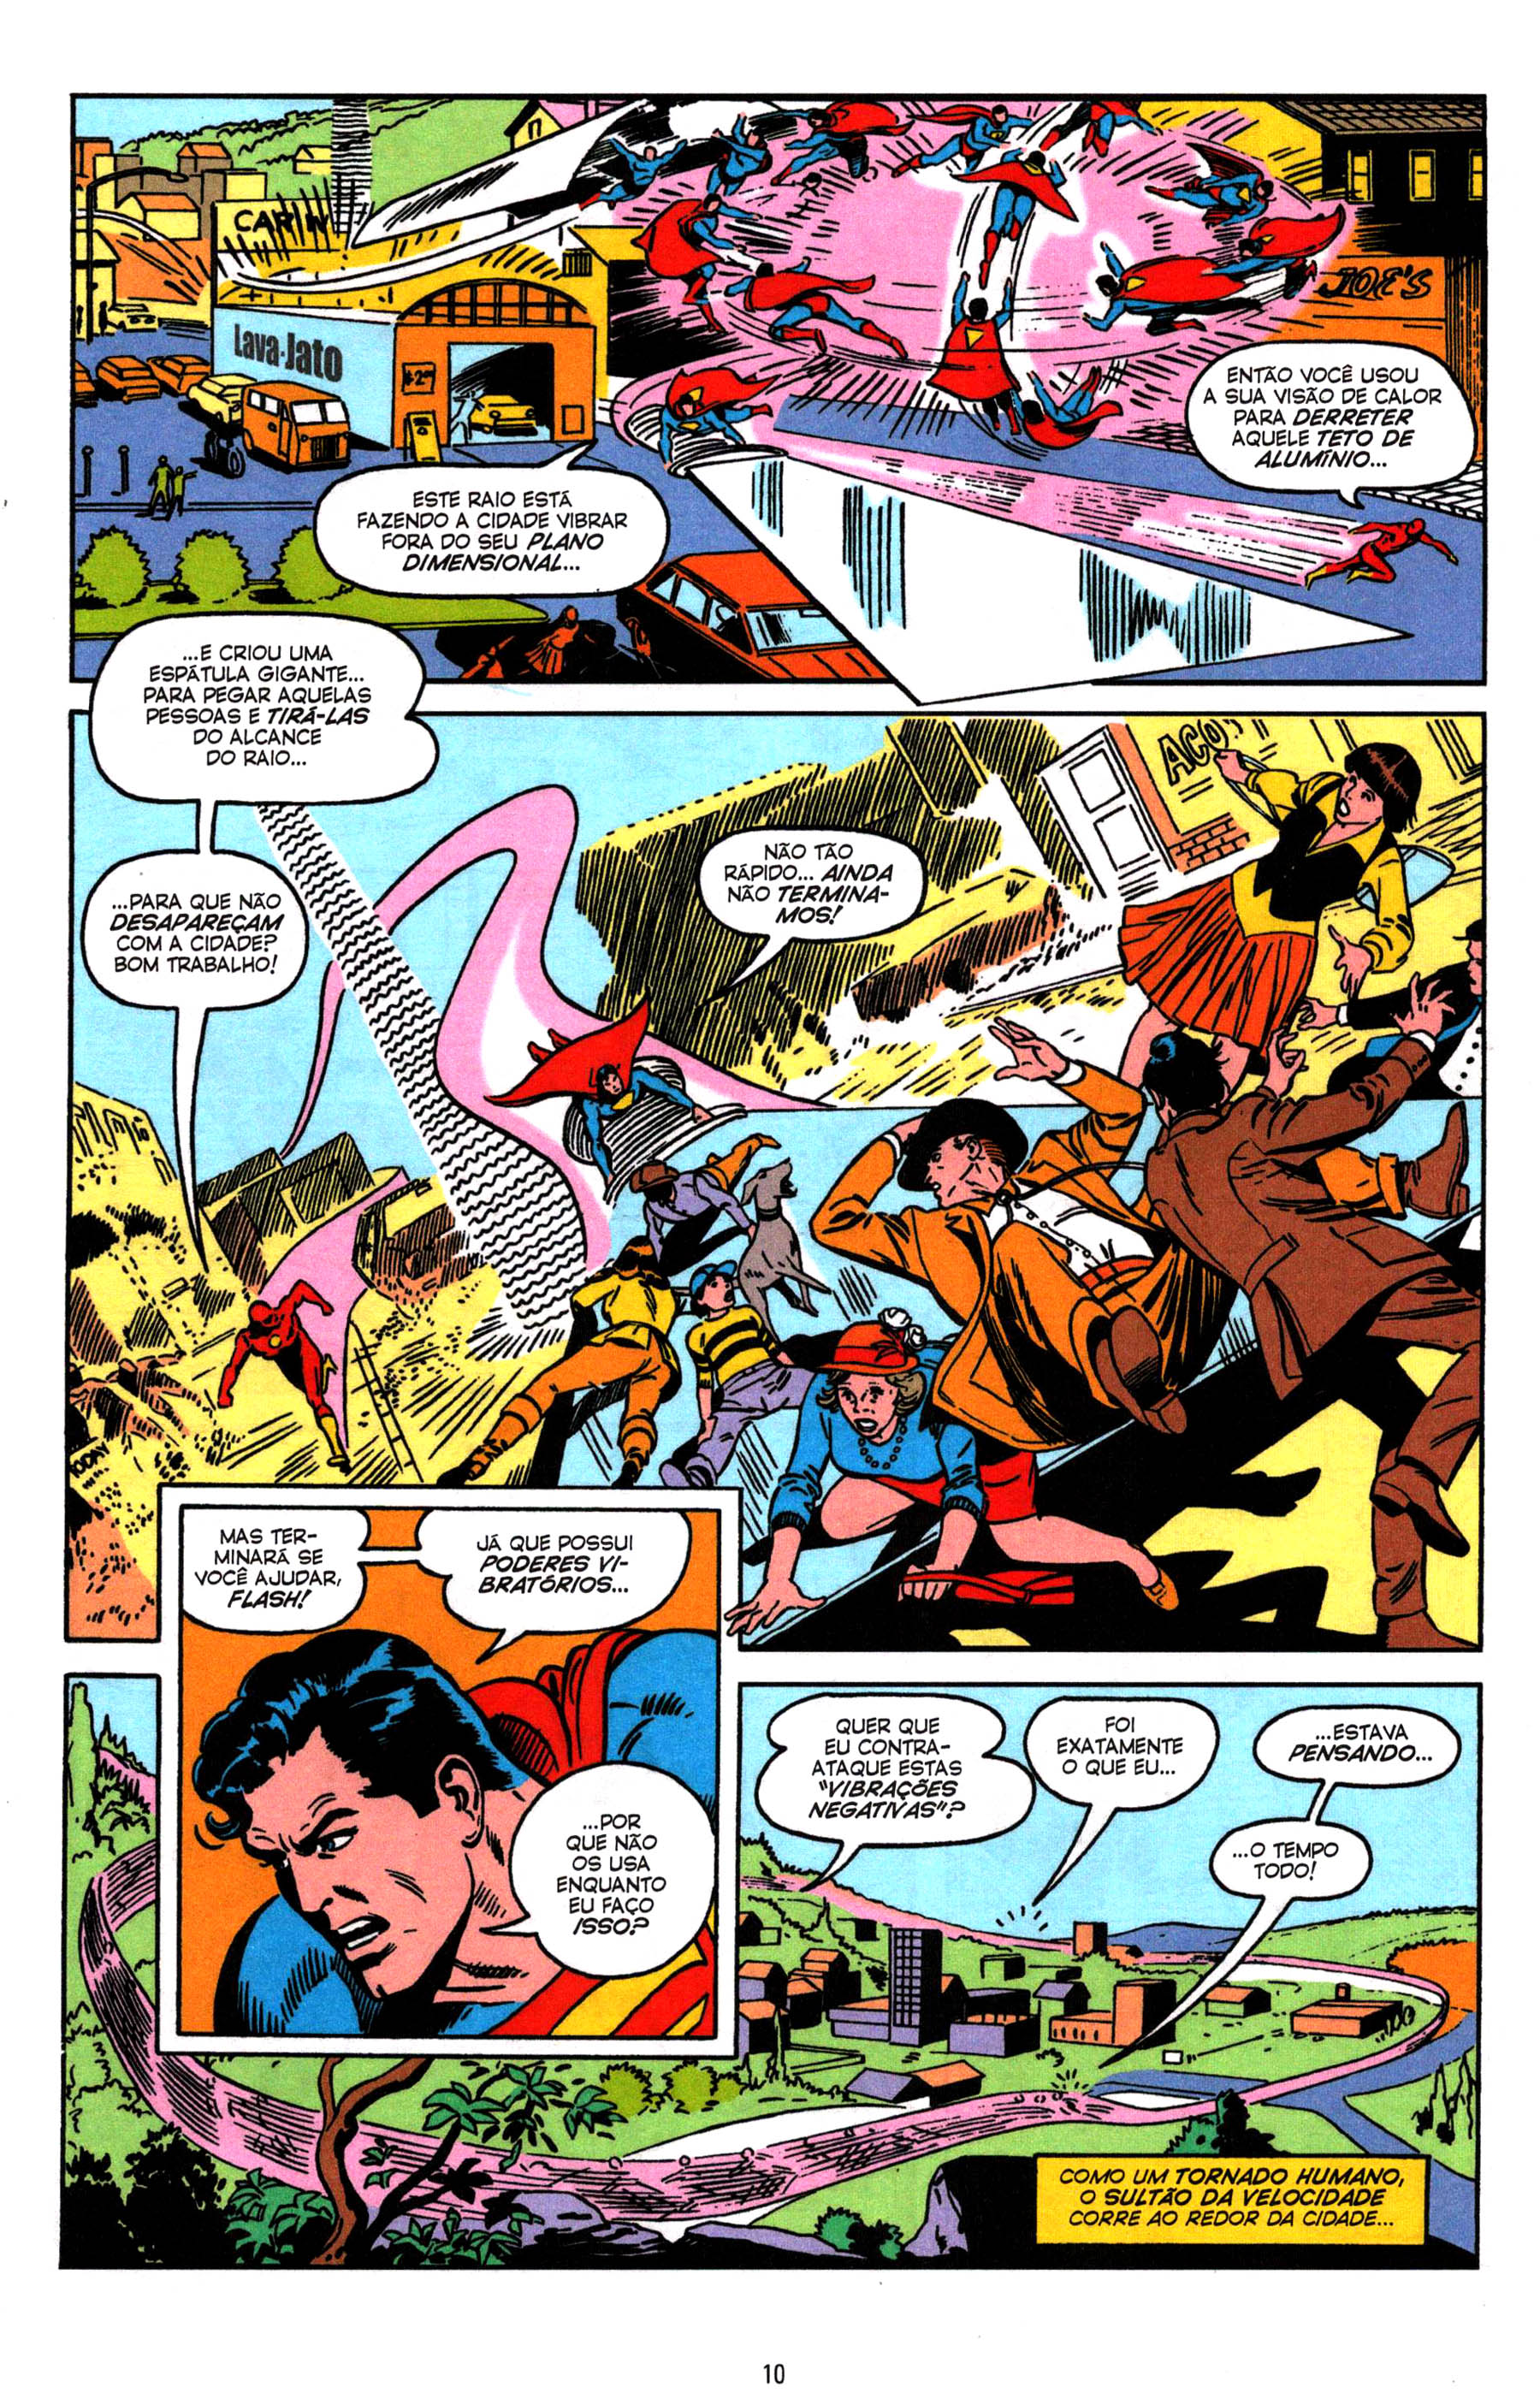 CAR
Lava-Jato
JOE'S
ESTE RAIO ESTÁ
FAZENDO A CIDADE VIBRAR
FORA DO SEU PLANO
DIMENSIONAL...
ENTÃO VOCÊ USOU
A SUA VISÃO DE CALOR
PARA DERRETER
AQUELE TETO DE
ALUMÍNIO...
...E CRIOU UMA
ESPÁTULA GIGANTE...
PARA PEGAR AQUELAS
PESSOAS E TIRÁ-LAS
DO ALCANCE
DO RAIO...
...PARA QUE NÃO
DESAPAREÇAM
COM A CIDADE?
BOM TRABALHO!
NÃO TÃO
RÁPIDO... AINDA
NÃO TERMINA-
MOS!
MAS TER-
MINARÁ SE
VOCÊ AJUDAR,
FLASH!
JÁ QUE POSSUI
PODERES VI-
BRATÓRIOS...
...POR
QUE NÃO
OS USA
ENQUANTO
EU FAÇO
ISSO?
QUER QUE
EU CONTRA-
ATAQUE ESTAS
"VIBRAÇÕES
NEGATIVAS"?
FOI
EXATAMENTE
O QUE EU...
...ESTAVA
PENSANDO...
...O TEMPO
TODO!
COMO UM TORNADO HUMANO,
O SULTÃO DA VELOCIDADE
CORRE AO REDOR DA CIDADE...
10